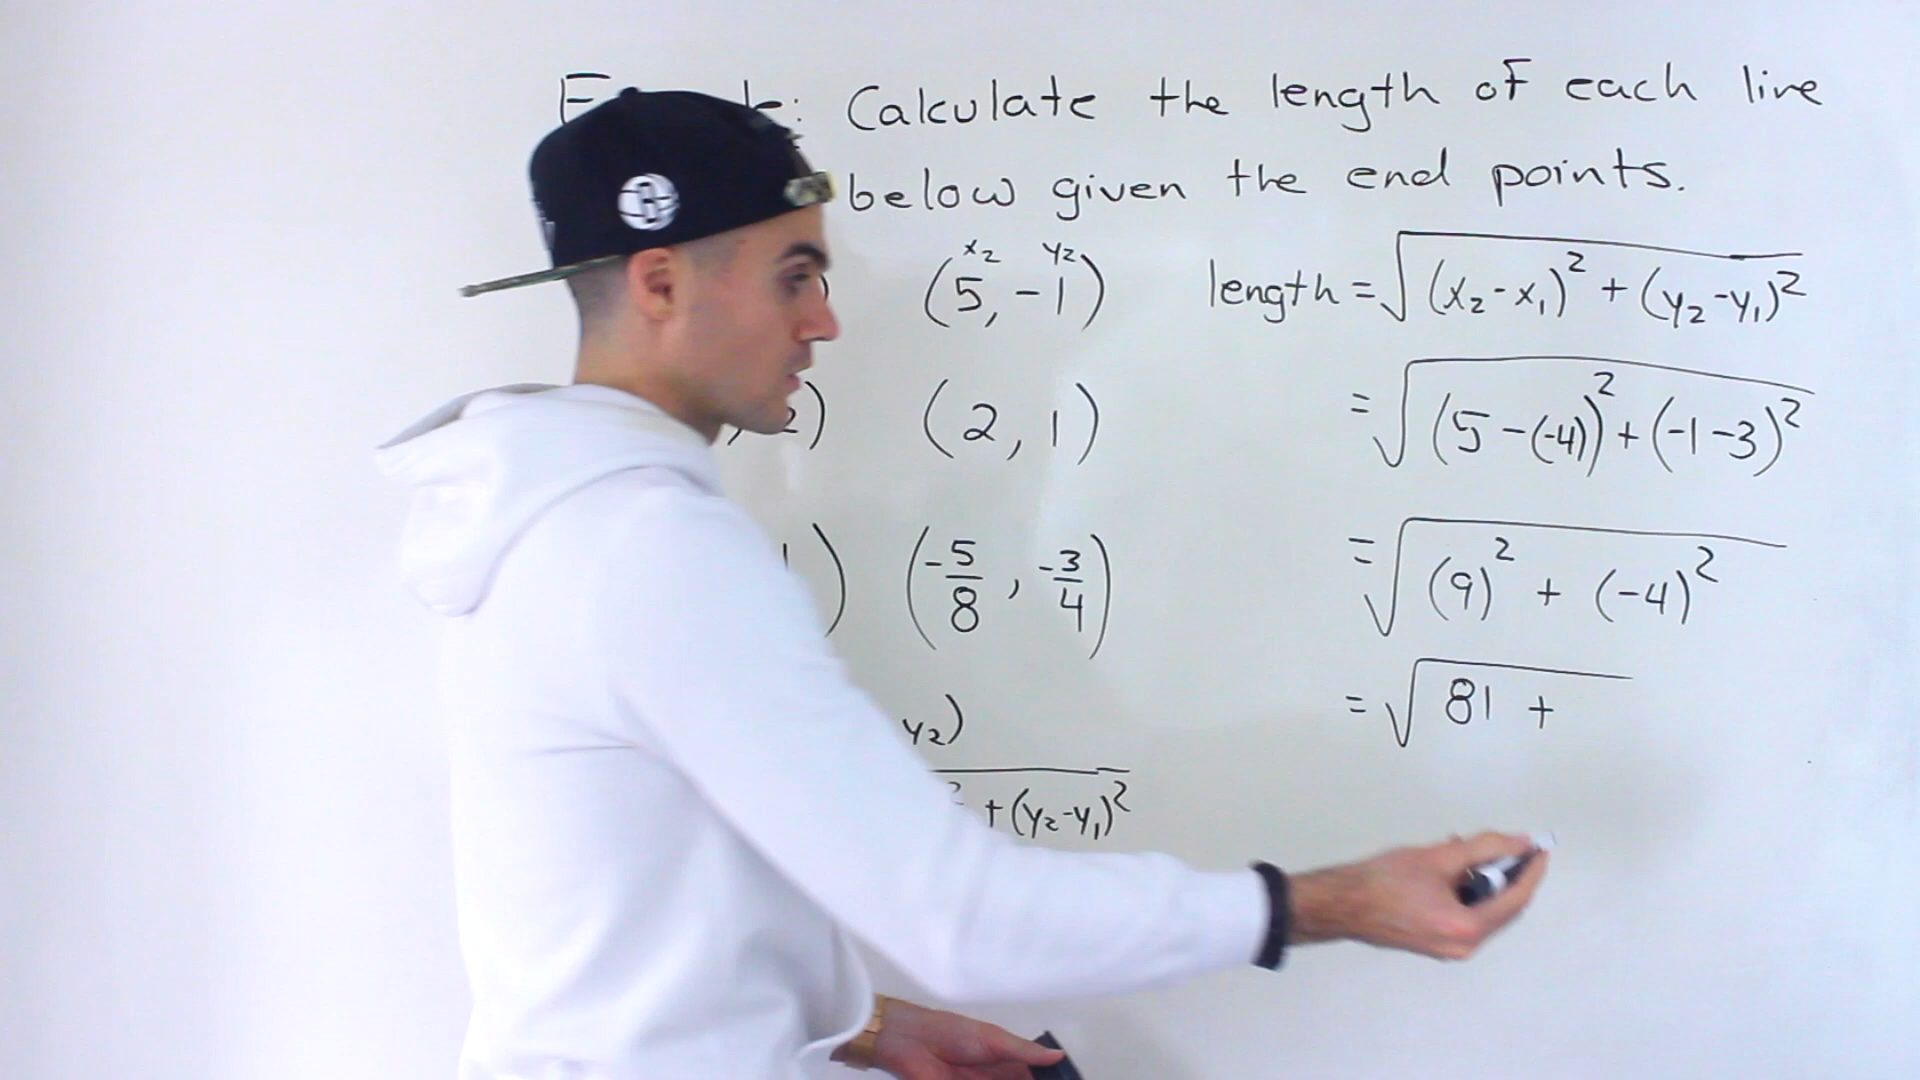 : Calculate the length of each line
below given the end points.
x₂ y₂
(5, -1)
length = √((x₂-x₁)² + (y₂-y₁)²)
= √((5-(-4))² + (-1-3)²)
, 2) (2, 1)
= √((9)² + (-4)²)
) (-5/8, -3/4)
= √(81 +
y₂)
² + (y₂-y₁)²